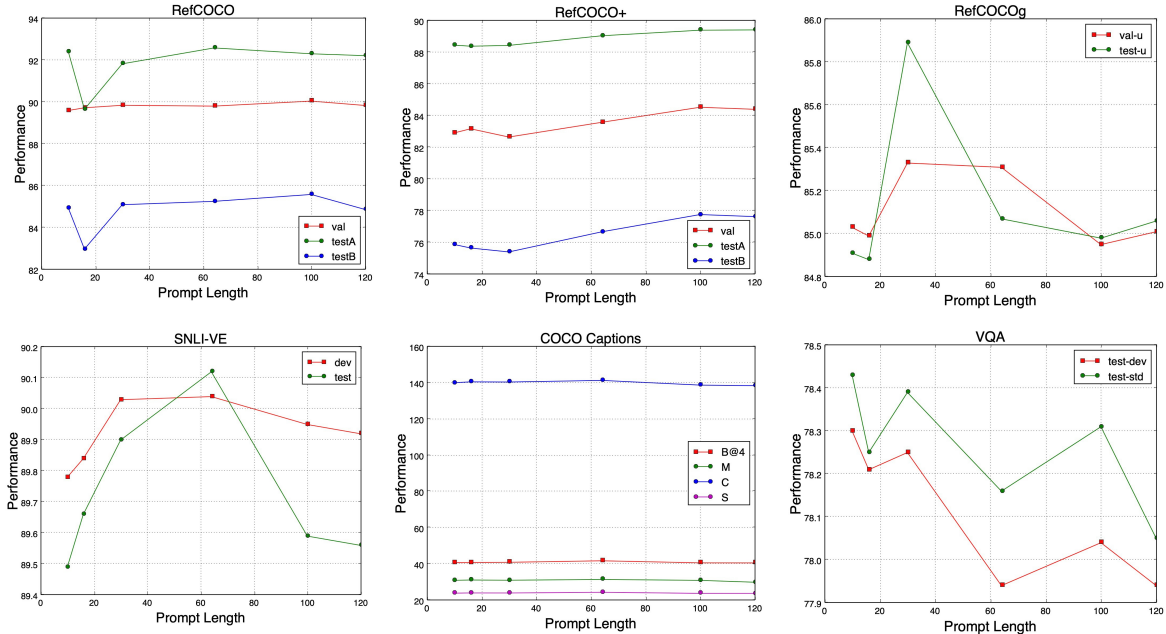 RefCOCO
94
92
90
88
86
84
82
Performance
val
testA
testB
0 20 40 60 80 100 120
Prompt Length
RefCOCO+
90
88
86
84
82
80
78
76
74
Performance
val
testA
testB
0 20 40 60 80 100 120
Prompt Length
RefCOCOg
86.0
85.8
85.6
85.4
85.2
85.0
84.8
Performance
val-u
test-u
0 20 40 60 80 100 120
Prompt Length
SNLI-VE
90.2
90.1
90.0
89.9
89.8
89.7
89.6
89.5
89.4
Performance
dev
test
0 20 40 60 80 100 120
Prompt Length
COCO Captions
160
140
120
100
80
60
40
20
Performance
B@4
M
C
S
0 20 40 60 80 100 120
Prompt Length
VQA
78.5
78.4
78.3
78.2
78.1
78.0
77.9
Performance
test-dev
test-std
0 20 40 60 80 100 120
Prompt Length